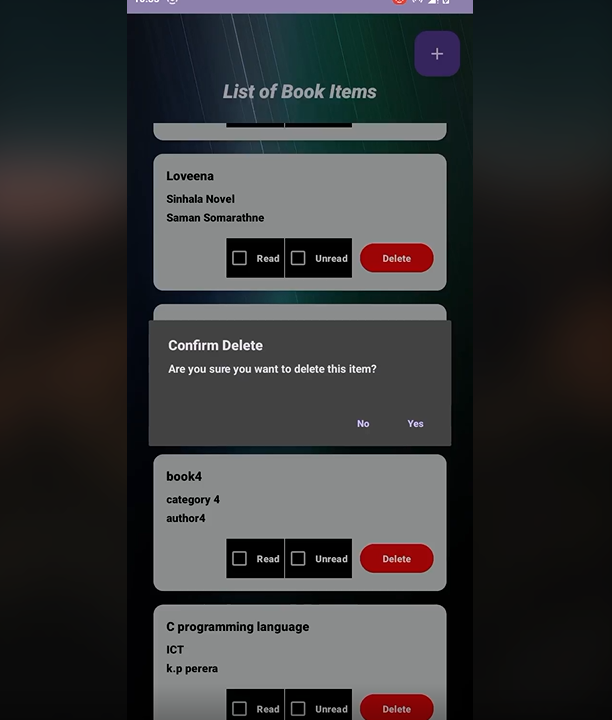 +
List of Book Items
Loveena
Sinhala Novel
Saman Somarathne
Read
Unread
Delete
Confirm Delete
Are you sure you want to delete this item?
No
Yes
book4
category 4
author4
Read
Unread
Delete
C programming language
ICT
k.p perera
Read
Unread
Delete